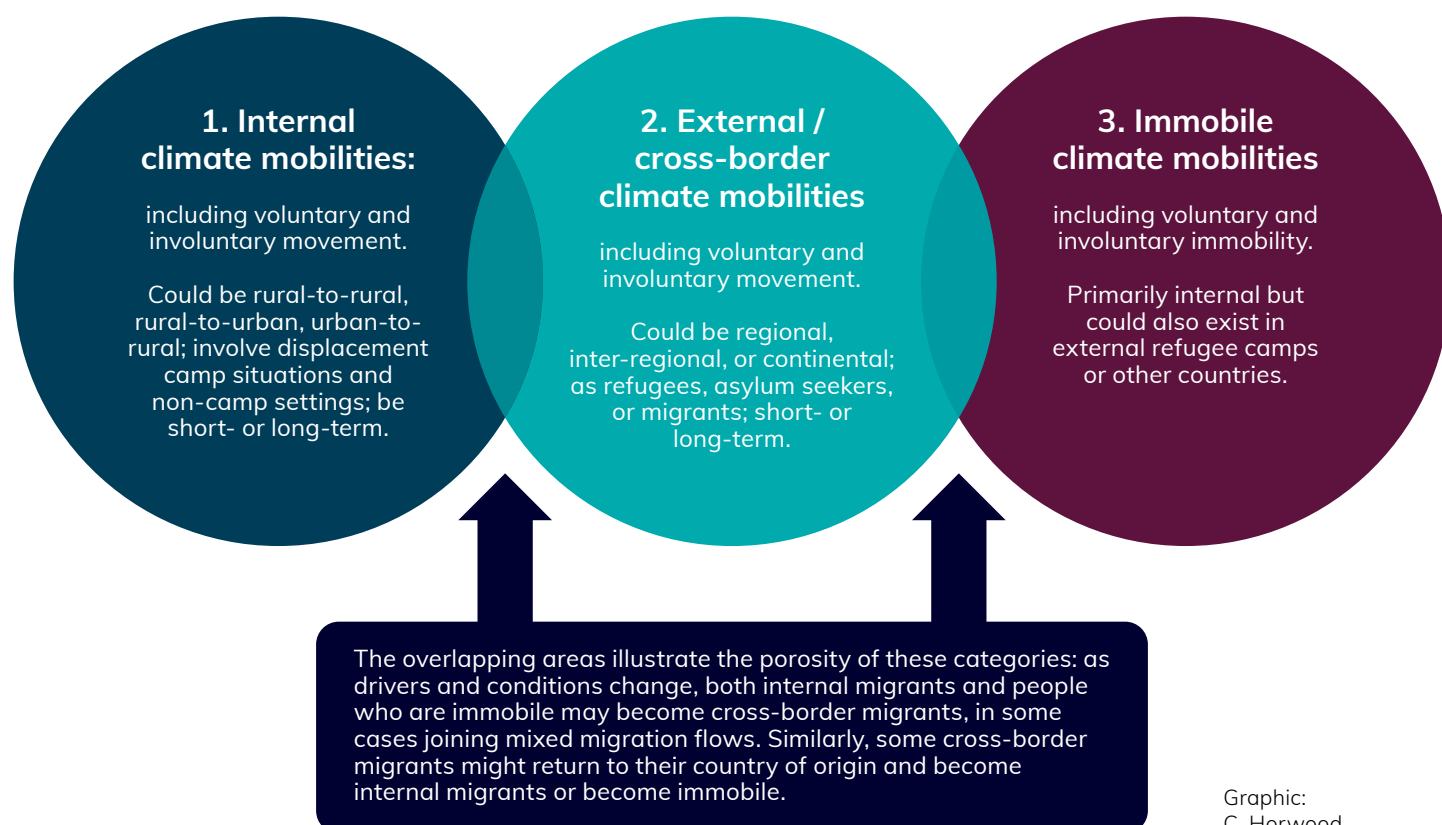 1. Internal
climate mobilities:
including voluntary and
involuntary movement.
Could be rural-to-rural,
rural-to-urban, urban-to-
rural; involve displacement
camp situations and
non-camp settings; be
short- or long-term.
2. External /
cross-border
climate mobilities
including voluntary and
involuntary movement.
Could be regional,
inter-regional, or continental;
as refugees, asylum seekers,
or migrants; short- or
long-term.
3. Immobile
climate mobilities
including voluntary and
involuntary immobility.
Primarily internal but
could also exist in
external refugee camps
or other countries.
The overlapping areas illustrate the porosity of these categories: as
drivers and conditions change, both internal migrants and people
who are immobile may become cross-border migrants, in some
cases joining mixed migration flows. Similarly, some cross-border
migrants might return to their country of origin and become
internal migrants or become immobile.
Graphic:
C. Horwood